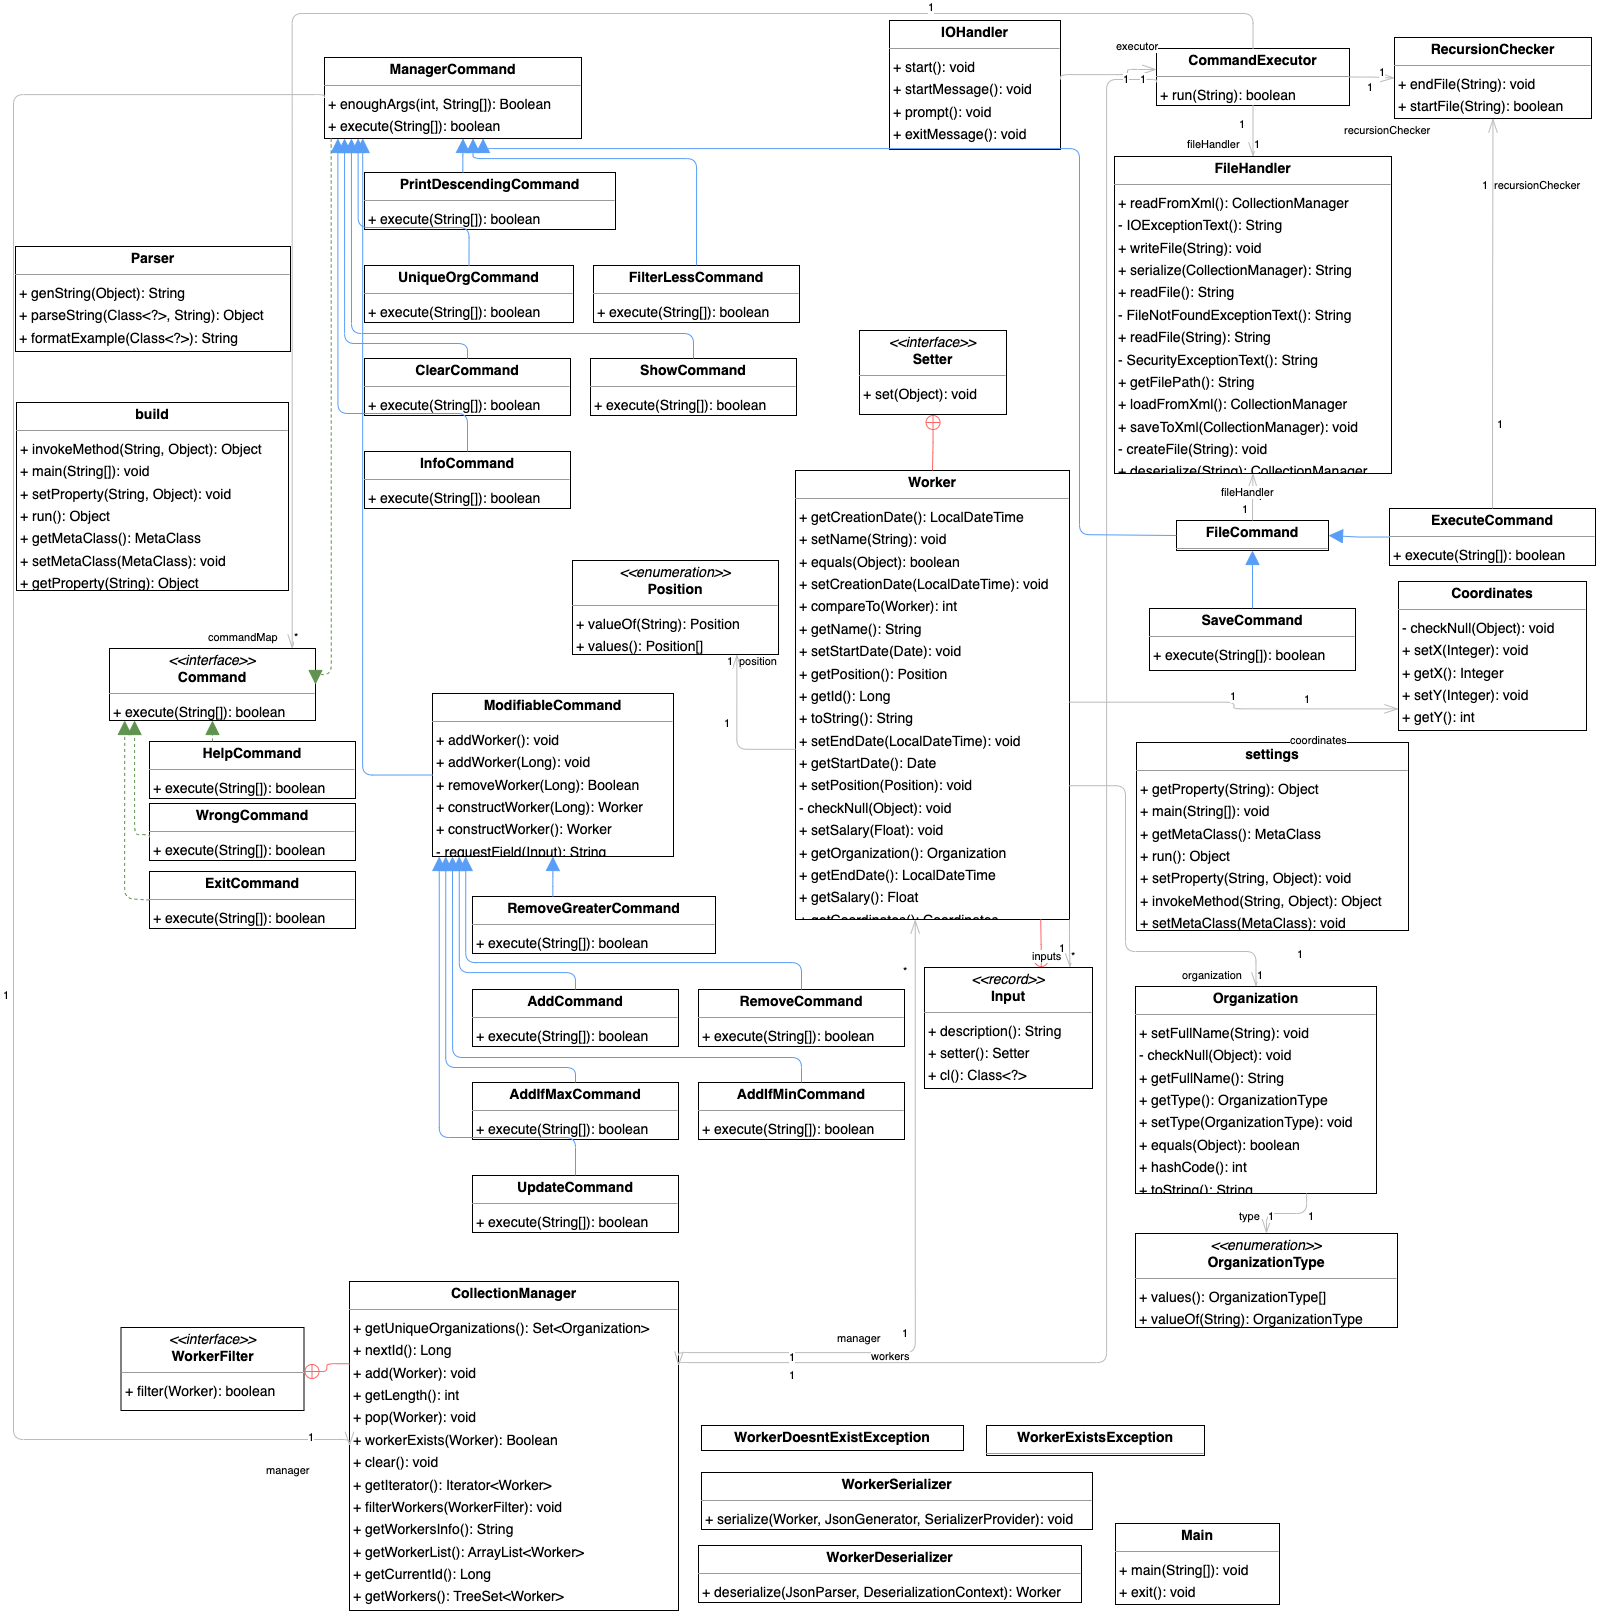 1
IOHandler
+ start(): void
+ startMessage(): void
+ prompt(): void
+ exitMessage(): void
executor
1
1
CommandExecutor
+ run(String): boolean
1
1
RecursionChecker
+ endFile(String): void
+ startFile(String): boolean
recursionChecker
1 recursionChecker
1
ManagerCommand
+ enoughArgs(int, String[]): Boolean
+ execute(String[]): boolean
1
fileHandler
1
FileHandler
+ readFromXml(): CollectionManager
- IOExceptionText(): String
+ writeFile(String): void
+ serialize(CollectionManager): String
+ readFile(): String
- FileNotFoundExceptionText(): String
+ readFile(String): String
- SecurityExceptionText(): String
+ getFilePath(): String
+ loadFromXml(): CollectionManager
+ saveToXml(CollectionManager): void
- createFile(String): void
+ deserialize(String): CollectionManager
fileHandler
1
PrintDescendingCommand
+ execute(String[]): boolean
UniqueOrgCommand
+ execute(String[]): boolean
FilterLessCommand
+ execute(String[]): boolean
ClearCommand
+ execute(String[]): boolean
ShowCommand
+ execute(String[]): boolean
InfoCommand
+ execute(String[]): boolean
Parser
+ genString(Object): String
+ parseString(Class<?>, String): Object
+ formatExample(Class<?>): String
build
+ invokeMethod(String, Object): Object
+ main(String[]): void
+ setProperty(String, Object): void
+ run(): Object
+ getMetaClass(): MetaClass
+ setMetaClass(MetaClass): void
+ getProperty(String): Object
<<interface>>
Setter
+ set(Object): void
Worker
+ getCreationDate(): LocalDateTime
+ setName(String): void
+ equals(Object): boolean
+ setCreationDate(LocalDateTime): void
+ compareTo(Worker): int
+ getName(): String
+ setStartDate(Date): void
+ getPosition(): Position
+ getId(): Long
+ toString(): String
+ setEndDate(LocalDateTime): void
+ getStartDate(): Date
+ setPosition(Position): void
- checkNull(Object): void
+ setSalary(Float): void
+ getOrganization(): Organization
+ getEndDate(): LocalDateTime
+ getSalary(): Float
+ getCoordinates(): Coordinates
FileCommand
ExecuteCommand
+ execute(String[]): boolean
SaveCommand
+ execute(String[]): boolean
Coordinates
- checkNull(Object): void
+ setX(Integer): void
+ getX(): Integer
+ setY(Integer): void
+ getY(): int
1
1
coordinates
<<enumeration>>
Position
+ valueOf(String): Position
+ values(): Position[]
1 position
1
commandMap
*
<<interface>>
Command
+ execute(String[]): boolean
HelpCommand
+ execute(String[]): boolean
WrongCommand
+ execute(String[]): boolean
ExitCommand
+ execute(String[]): boolean
ModifiableCommand
+ addWorker(): void
+ addWorker(Long): void
+ removeWorker(Long): Boolean
+ constructWorker(Long): Worker
+ constructWorker(): Worker
- requestField(Input): String
RemoveGreaterCommand
+ execute(String[]): boolean
AddCommand
+ execute(String[]): boolean
RemoveCommand
+ execute(String[]): boolean
AddIfMaxCommand
+ execute(String[]): boolean
AddIfMinCommand
+ execute(String[]): boolean
UpdateCommand
+ execute(String[]): boolean
settings
+ getProperty(String): Object
+ main(String[]): void
+ getMetaClass(): MetaClass
+ run(): Object
+ setProperty(String, Object): void
+ invokeMethod(String, Object): Object
+ setMetaClass(MetaClass): void
1
inputs
*
*
<<record>>
Input
+ description(): String
+ setter(): Setter
+ cl(): Class<?>
1
organization
1
Organization
+ setFullName(String): void
- checkNull(Object): void
+ getFullName(): String
+ getType(): OrganizationType
+ setType(OrganizationType): void
+ equals(Object): boolean
+ hashCode(): int
+ toString(): String
type
1
1
<<enumeration>>
OrganizationType
+ values(): OrganizationType[]
+ valueOf(String): OrganizationType
1
CollectionManager
+ getUniqueOrganizations(): Set<Organization>
+ nextId(): Long
+ add(Worker): void
+ getLength(): int
+ pop(Worker): void
+ workerExists(Worker): Boolean
+ clear(): void
+ getIterator(): Iterator<Worker>
+ filterWorkers(WorkerFilter): void
+ getWorkersInfo(): String
+ getWorkerList(): ArrayList<Worker>
+ getCurrentId(): Long
+ getWorkers(): TreeSet<Worker>
<<interface>>
WorkerFilter
+ filter(Worker): boolean
1
manager
manager
1
1
workers
1
WorkerDoesntExistException
WorkerExistsException
WorkerSerializer
+ serialize(Worker, JsonGenerator, SerializerProvider): void
WorkerDeserializer
+ deserialize(JsonParser, DeserializationContext): Worker
Main
+ main(String[]): void
+ exit(): void